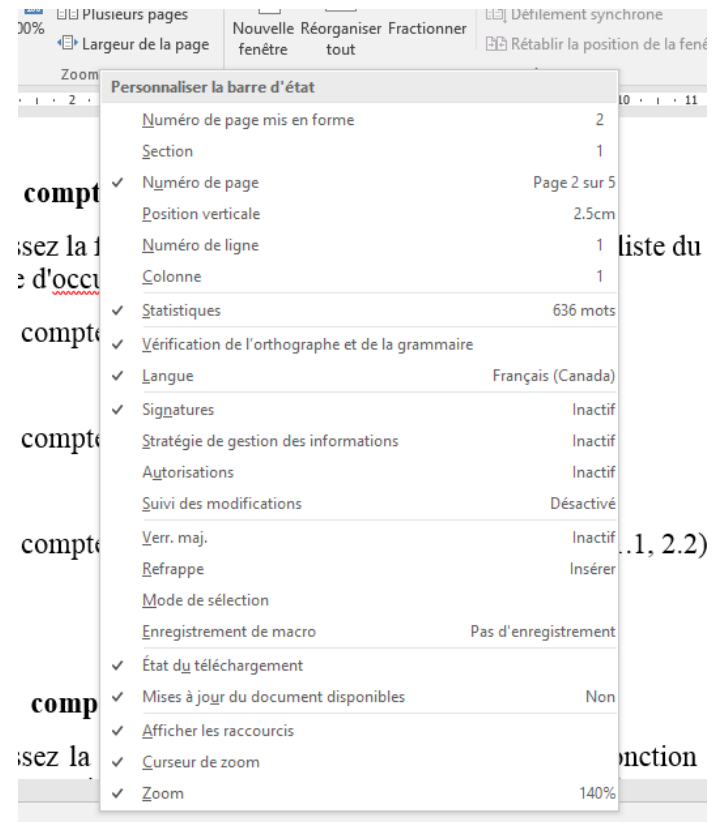 Plusieurs pages
00%
Largeur de la page
Zoom
Nouvelle fenêtre
Réorganiser tout
Fractionner
Défilement synchrone
Rétablir la position de la fené
2
10 11
Personnaliser la barre d'état
Numéro de page mis en forme 2
Section 1
Numéro de page Page 2 sur 5
Position verticale 2.5cm
Numéro de ligne 1
Colonne 1
Statistiques 636 mots
Vérification de l'orthographe et de la grammaire
Langue Français (Canada)
Signatures Inactif
Stratégie de gestion des informations Inactif
Autorisations Inactif
Suivi des modifications Désactivé
Verr. maj. Inactif
Refrappe Insérer
Mode de sélection
Enregistrement de macro Pas d'enregistrement
État du téléchargement
Mises à jour du document disponibles Non
Afficher les raccourcis
Curseur de zoom
Zoom 140%
compt
ssez la f liste du
e d'occu
compte
compte
compte .1, 2.2)
comp
ssez la onction